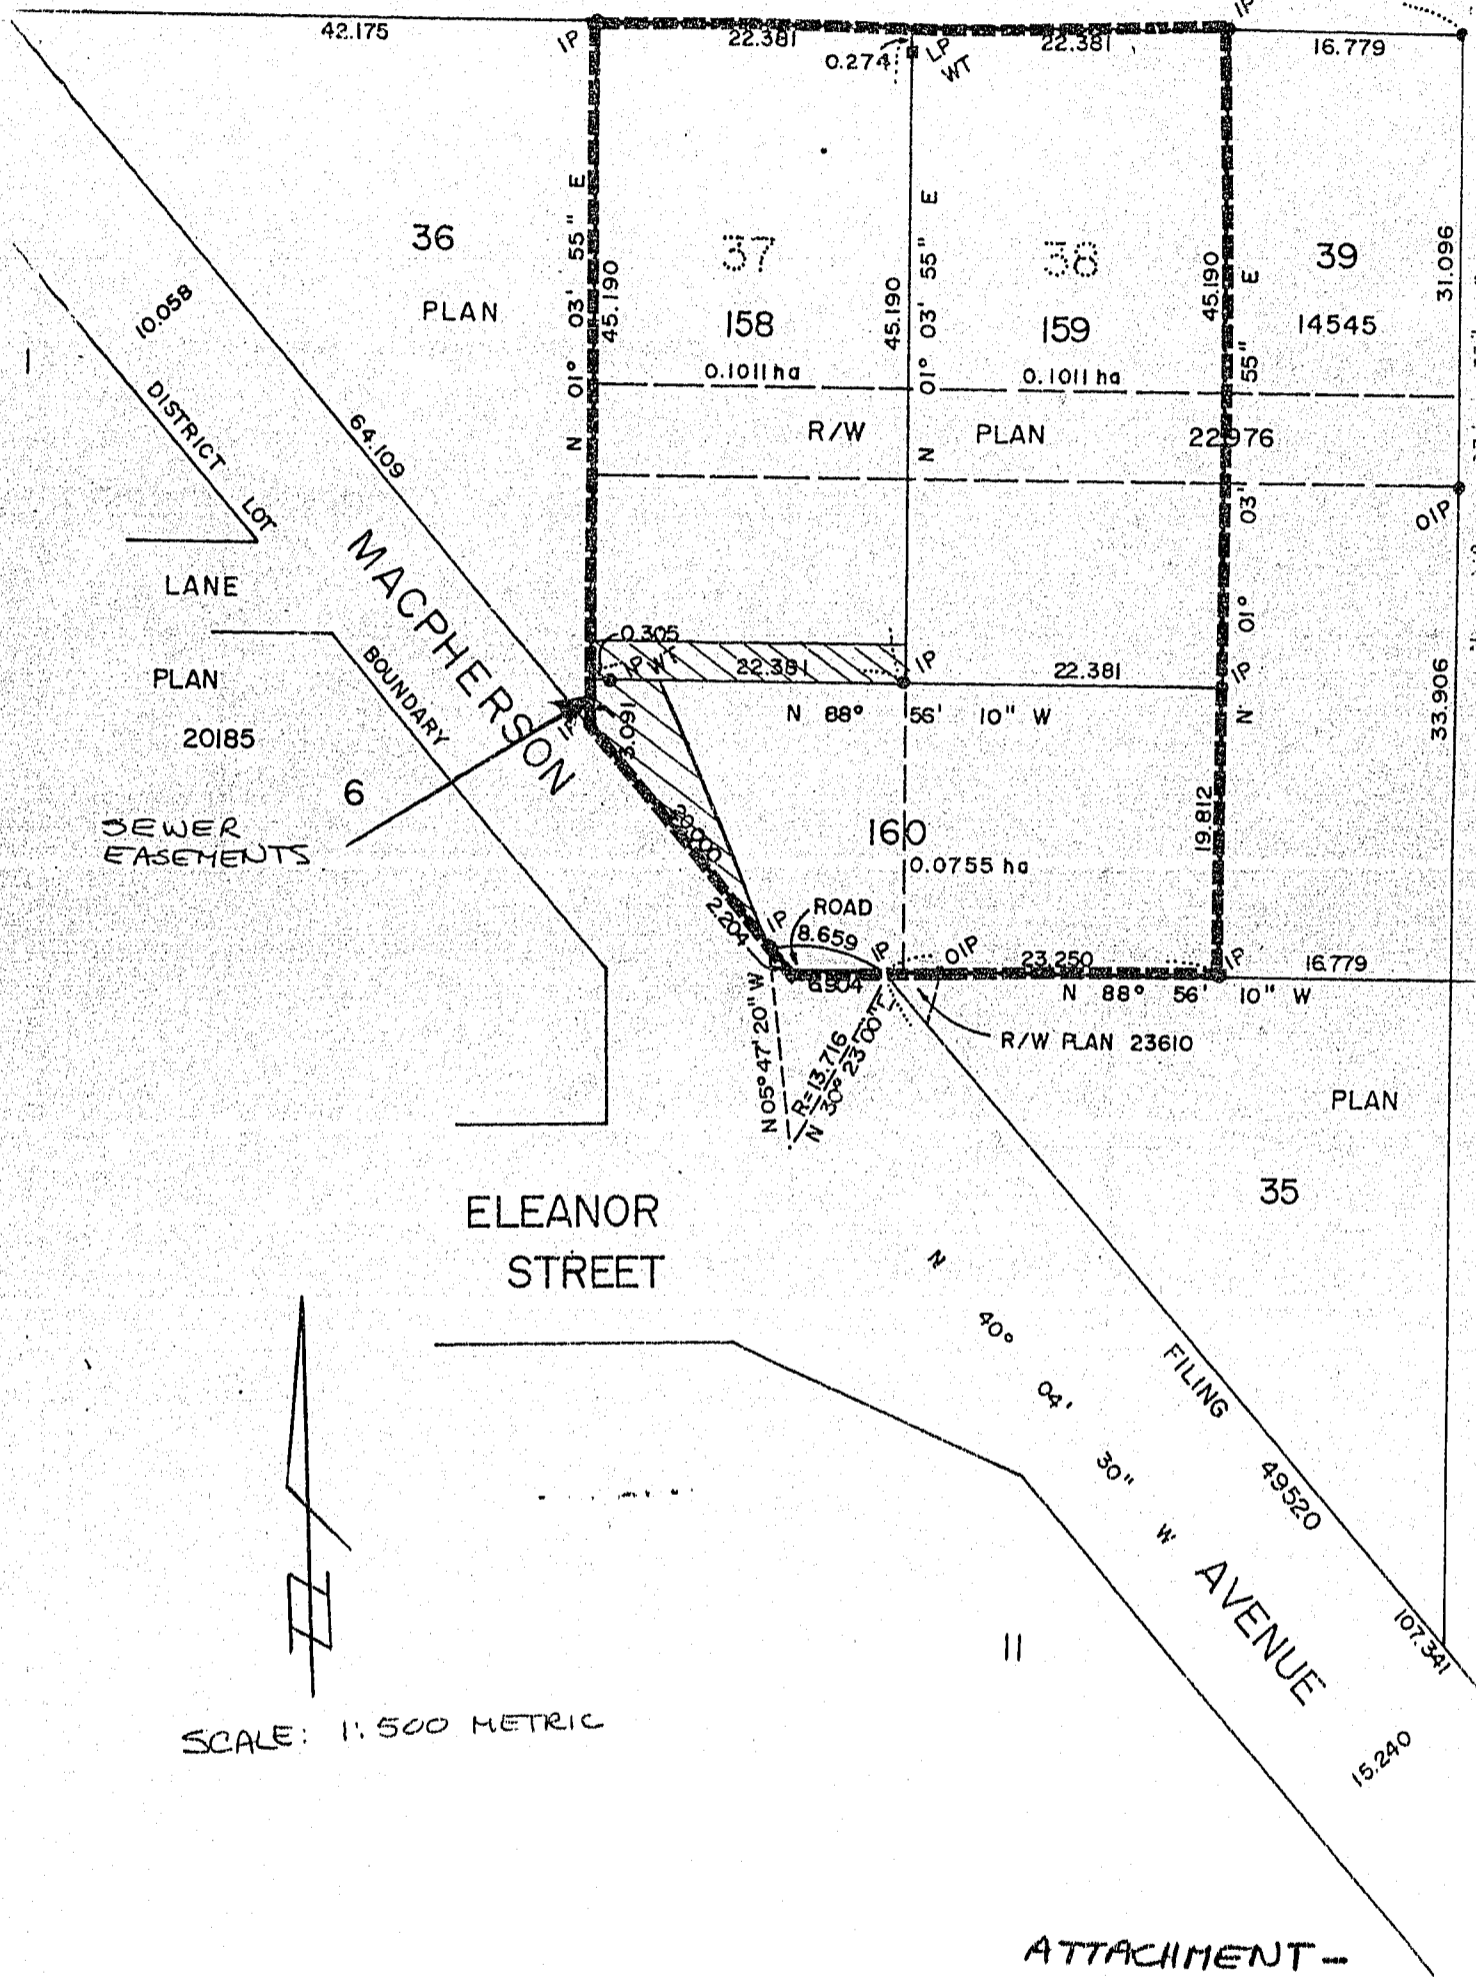 42.175
IP
22.381
0.274
LP
WT
22.381
IP
16.779
36
PLAN
N 01° 03' 55" E
45.190
37
158
0.1011 ha
45.190
N 01° 03' 55" E
38
159
0.1011 ha
45.190
N 01° 03' 55" E
39
14545
31.096
10.058
I
DISTRICT LOT
64.109
R/W PLAN 22976
OIP
LANE
MACPHERSON
BOUNDARY
PLAN
20185
0.305
IP WT
22.381
IP
22.381
IP
N 88° 56' 10" W
33.906
3.091
6
SEWER
EASEMENTS
20.000
160
0.0755 ha
19.812
2.204
IP
ROAD
8.659
IP
OIP
23.250
IP
16.779
6.904
N 88° 56' 10" W
N 05° 47' 20" W
R=13.716
N 30° 23' 00" E
R/W PLAN 23610
PLAN
35
ELEANOR
STREET
N 40° 04' 30" W
FILING 49520
AVENUE
107.341
11
15.240
SCALE: 1:500 METRIC
ATTACHMENT -